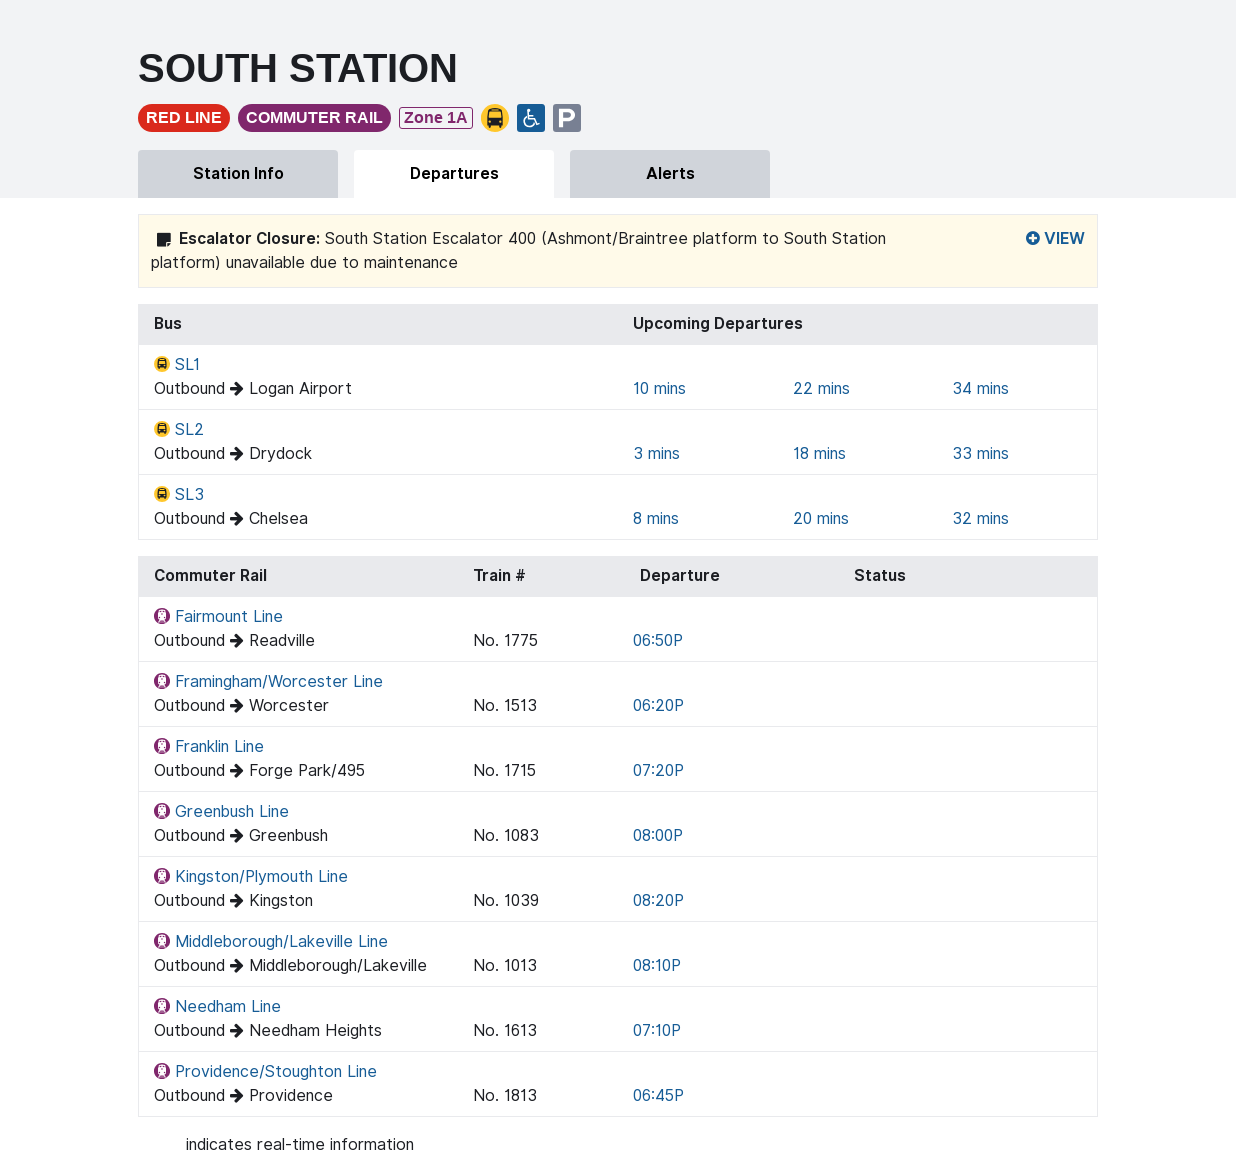 SOUTH STATION
RED LINE COMMUTER RAIL Zone 1A P
Station Info Departures Alerts
Escalator Closure: South Station Escalator 400 (Ashmont/Braintree platform to South Station VIEW
platform) unavailable due to maintenance
Bus Upcoming Departures
SL1
Outbound → Logan Airport 10 mins 22 mins 34 mins
SL2
Outbound → Drydock 3 mins 18 mins 33 mins
SL3
Outbound → Chelsea 8 mins 20 mins 32 mins
Commuter Rail Train # Departure Status
Fairmount Line
Outbound → Readville No. 1775 06:50P
Framingham/Worcester Line
Outbound → Worcester No. 1513 06:20P
Franklin Line
Outbound → Forge Park/495 No. 1715 07:20P
Greenbush Line
Outbound → Greenbush No. 1083 08:00P
Kingston/Plymouth Line
Outbound → Kingston No. 1039 08:20P
Middleborough/Lakeville Line
Outbound → Middleborough/Lakeville No. 1013 08:10P
Needham Line
Outbound → Needham Heights No. 1613 07:10P
Providence/Stoughton Line
Outbound → Providence No. 1813 06:45P
indicates real-time information